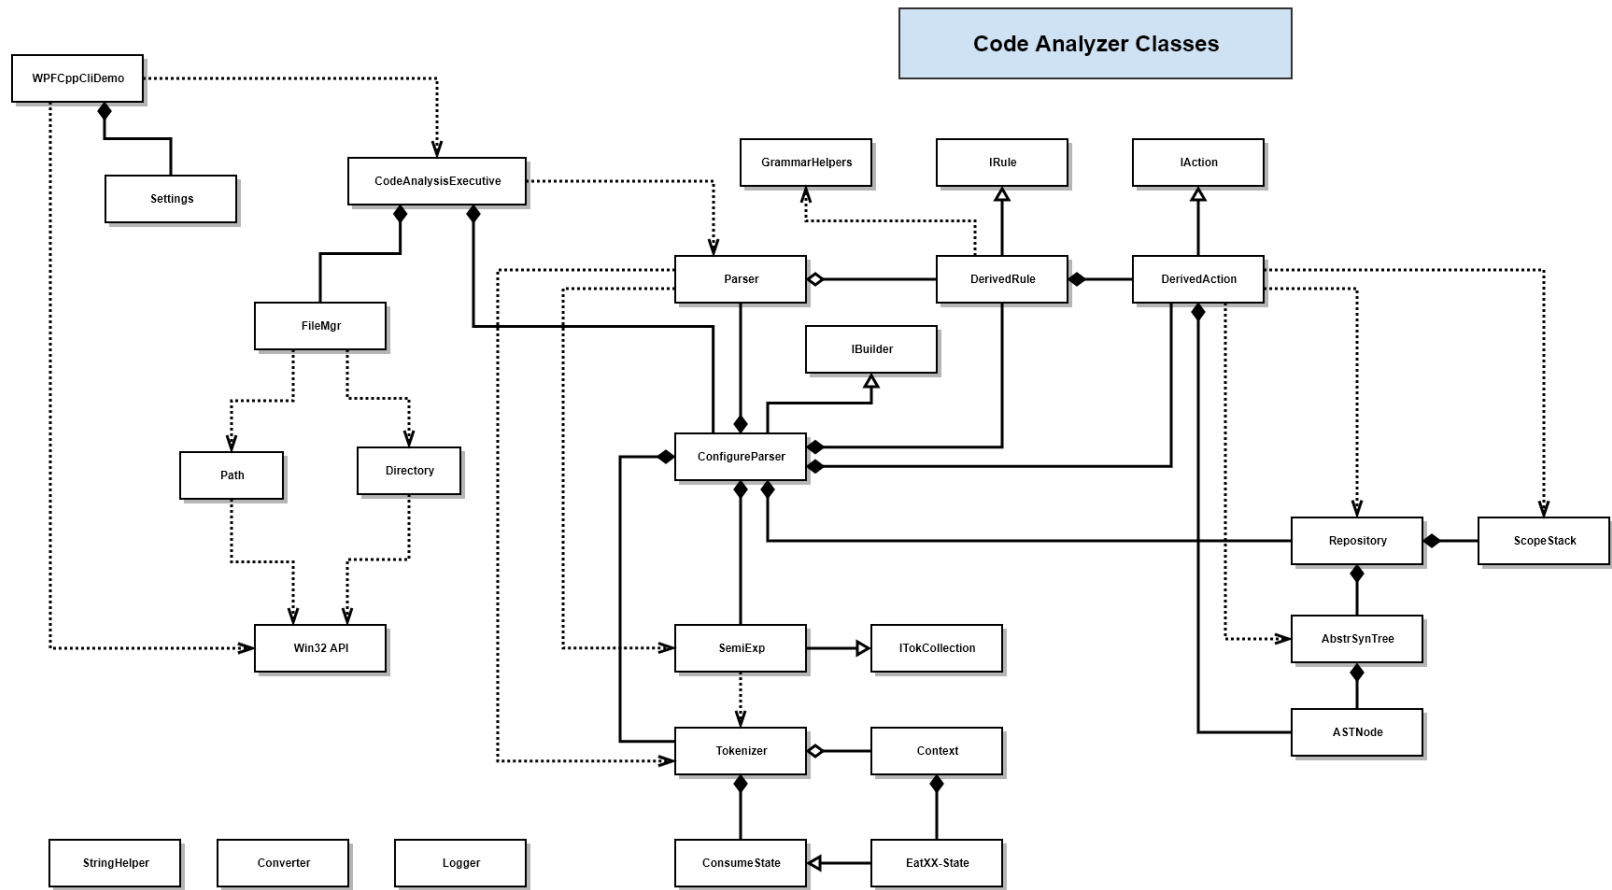 Code Analyzer Classes
WPFCppCliDemo
GrammarHelpers
IRule
IAction
CodeAnalysisExecutive
Settings
Parser
DerivedRule
DerivedAction
FileMgr
IBuilder
ConfigureParser
Path
Directory
Repository
ScopeStack
Win32 API
SemiExp
ITokCollection
AbstrSynTree
ASTNode
Tokenizer
Context
StringHelper
Converter
Logger
ConsumeState
EatXX-State